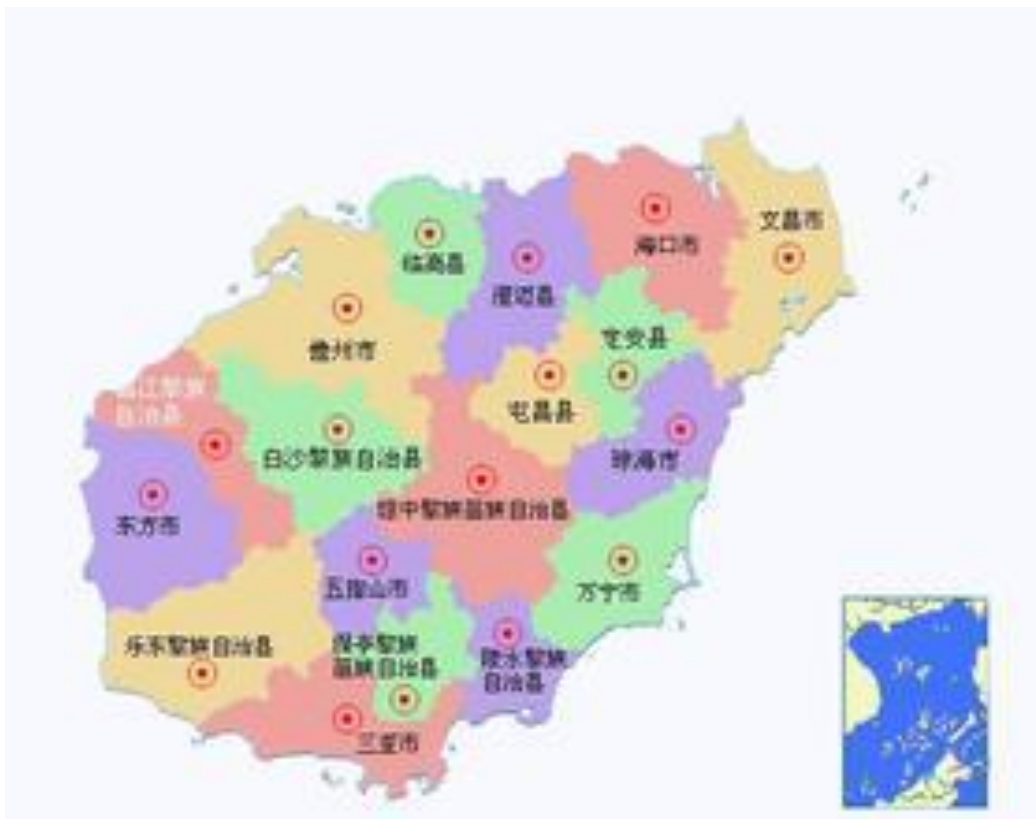 文昌市
海口市
临高县
澄迈县
定安县
儋州市
昌江黎族
自治县
屯昌县
白沙黎族自治县
琼海市
琼中黎族苗族自治县
东方市
五指山市
万宁市
乐东黎族自治县
保亭黎族
苗族自治县
陵水黎族
自治县
三亚市